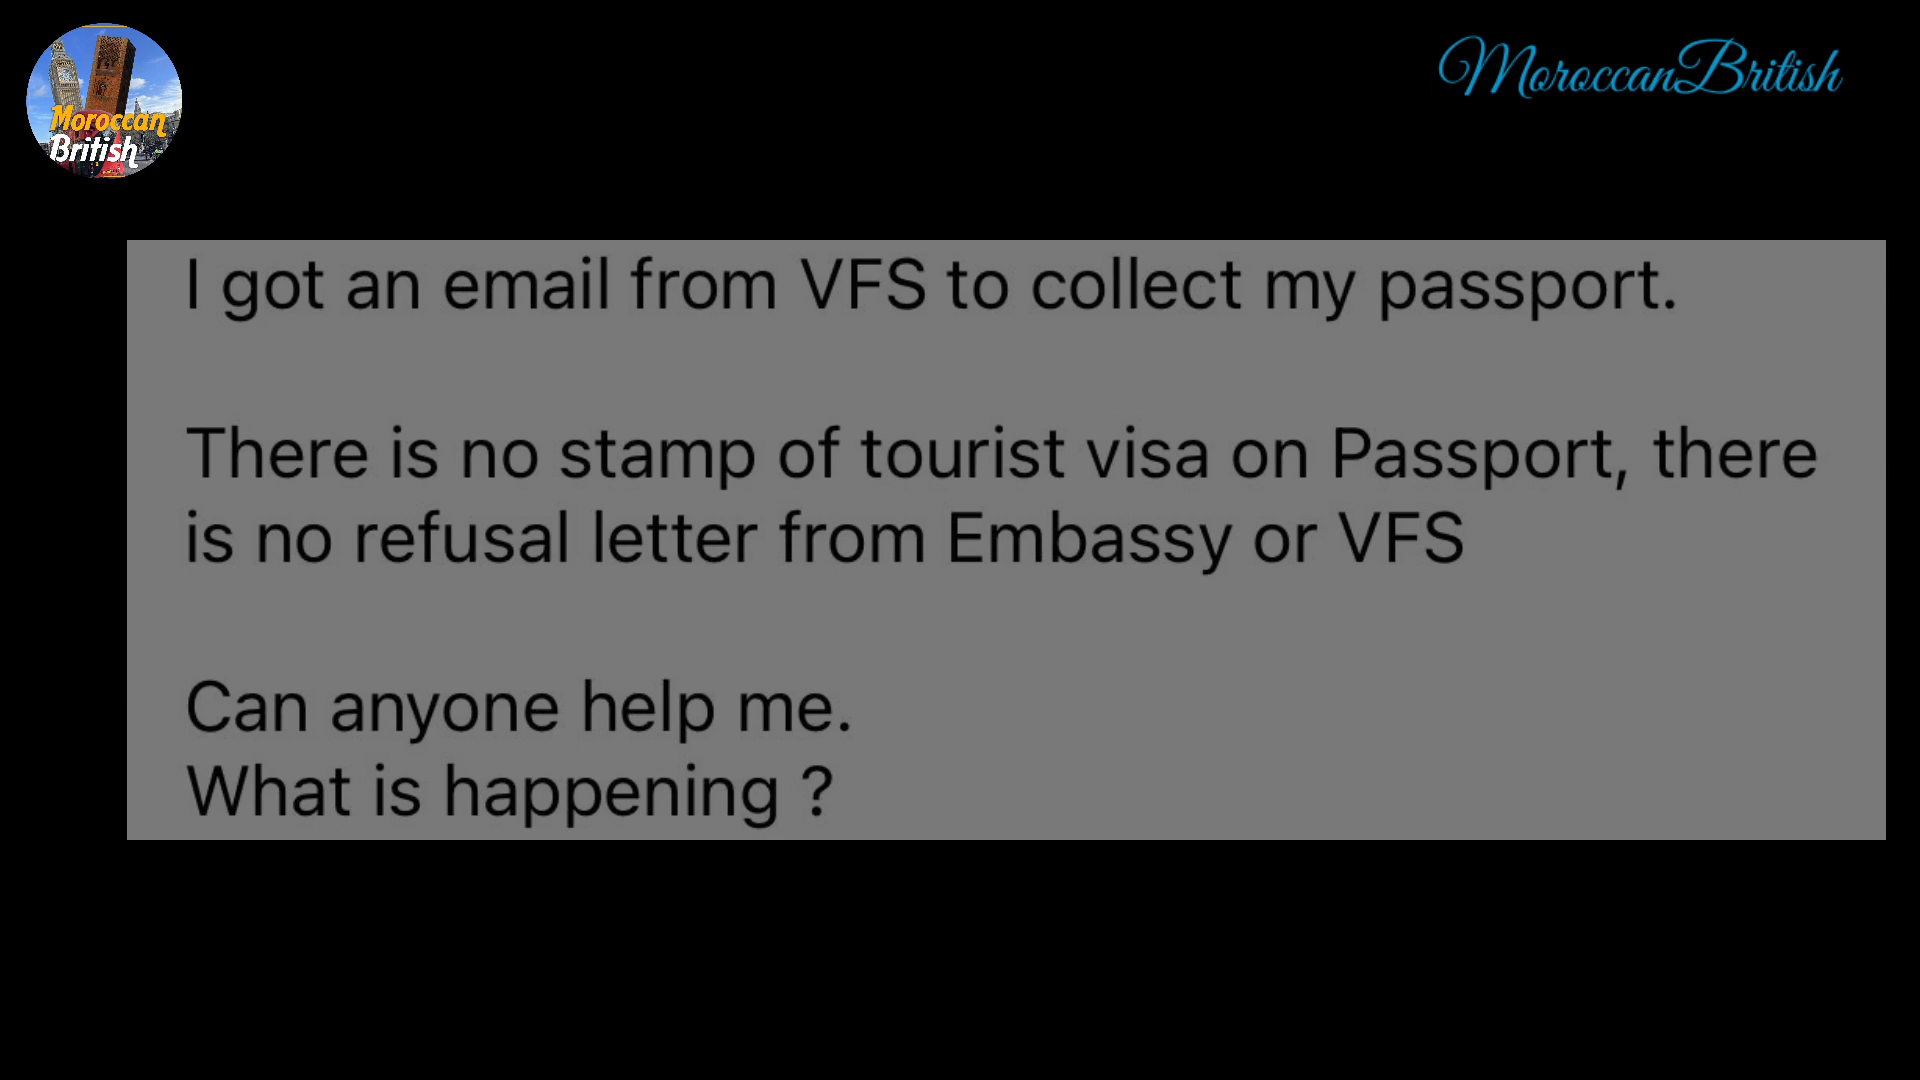 Moroccan
British
MoroccanBritish
I got an email from VFS to collect my passport.
There is no stamp of tourist visa on Passport, there
is no refusal letter from Embassy or VFS
Can anyone help me.
What is happening ?